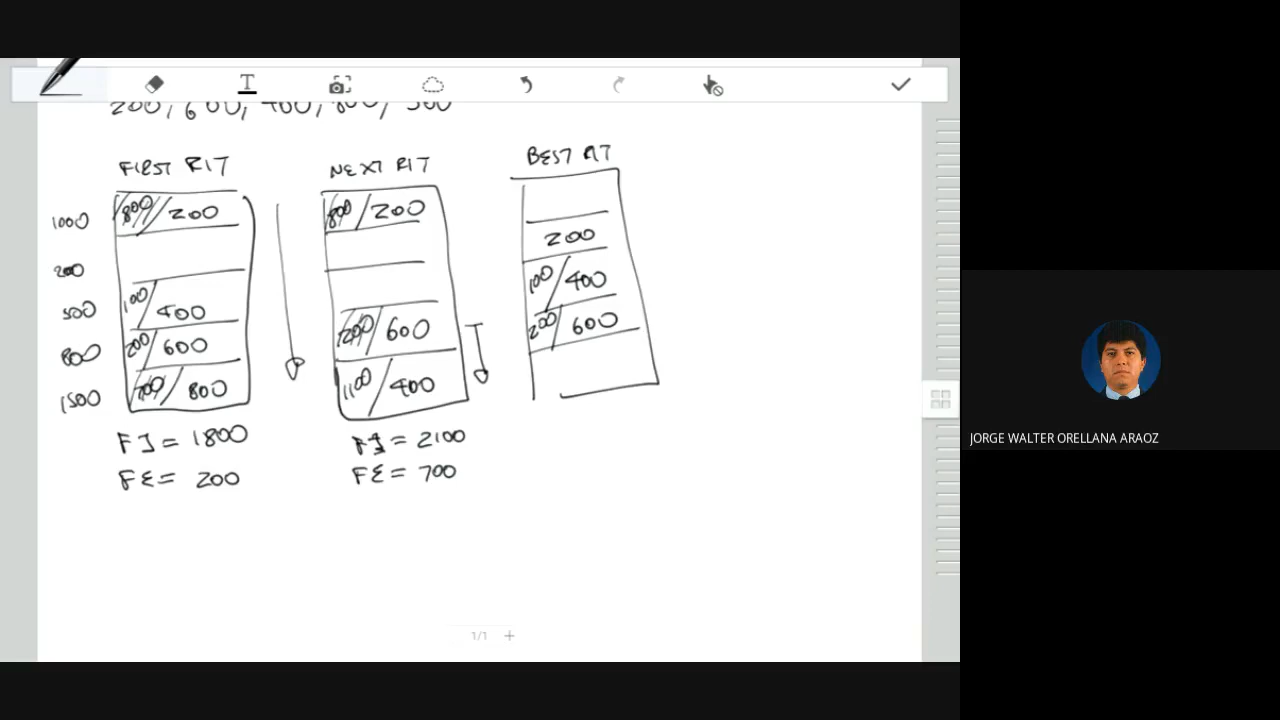 200, 600, 400, 800, 500
FIRST FIT NEXT FIT BEST FIT
1000 800/200 800/200
200 200
500 100/400 100/400
800 200/600 600 200/600
1500 700/800 1100/400
FI = 1800 FI = 2100
FE = 200 FE = 700
1/1 +
T
JORGE WALTER ORELLANA ARAOZ